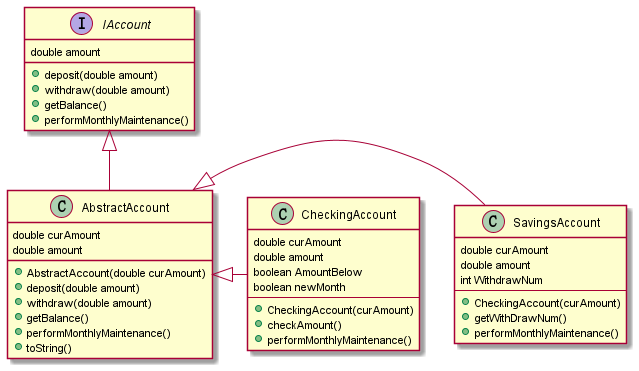 I IAccount
double amount
deposit(double amount)
withdraw(double amount)
getBalance()
performMonthlyMaintenance()
C AbstractAccount
double curAmount
double amount
AbstractAccount(double curAmount)
deposit(double amount)
withdraw(double amount)
getBalance()
performMonthlyMaintenance()
toString()
C CheckingAccount
double curAmount
double amount
boolean AmountBelow
boolean newMonth
CheckingAccount(curAmount)
checkAmount()
performMonthlyMaintenance()
C SavingsAccount
double curAmount
double amount
int WithdrawNum
CheckingAccount(curAmount)
getWithDrawNum()
performMonthlyMaintenance()